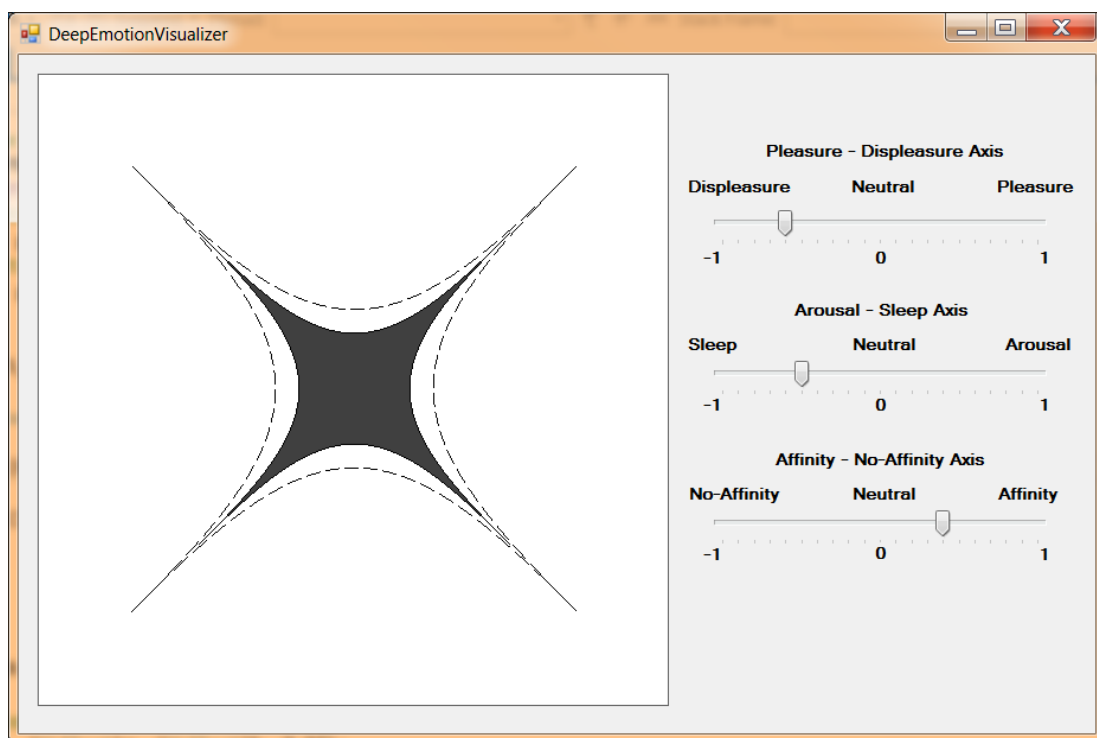 DeepEmotionVisualizer
Pleasure - Displeasure Axis
Displeasure Neutral Pleasure
-1 0 1
Arousal - Sleep Axis
Sleep Neutral Arousal
-1 0 1
Affinity - No-Affinity Axis
No-Affinity Neutral Affinity
-1 0 1